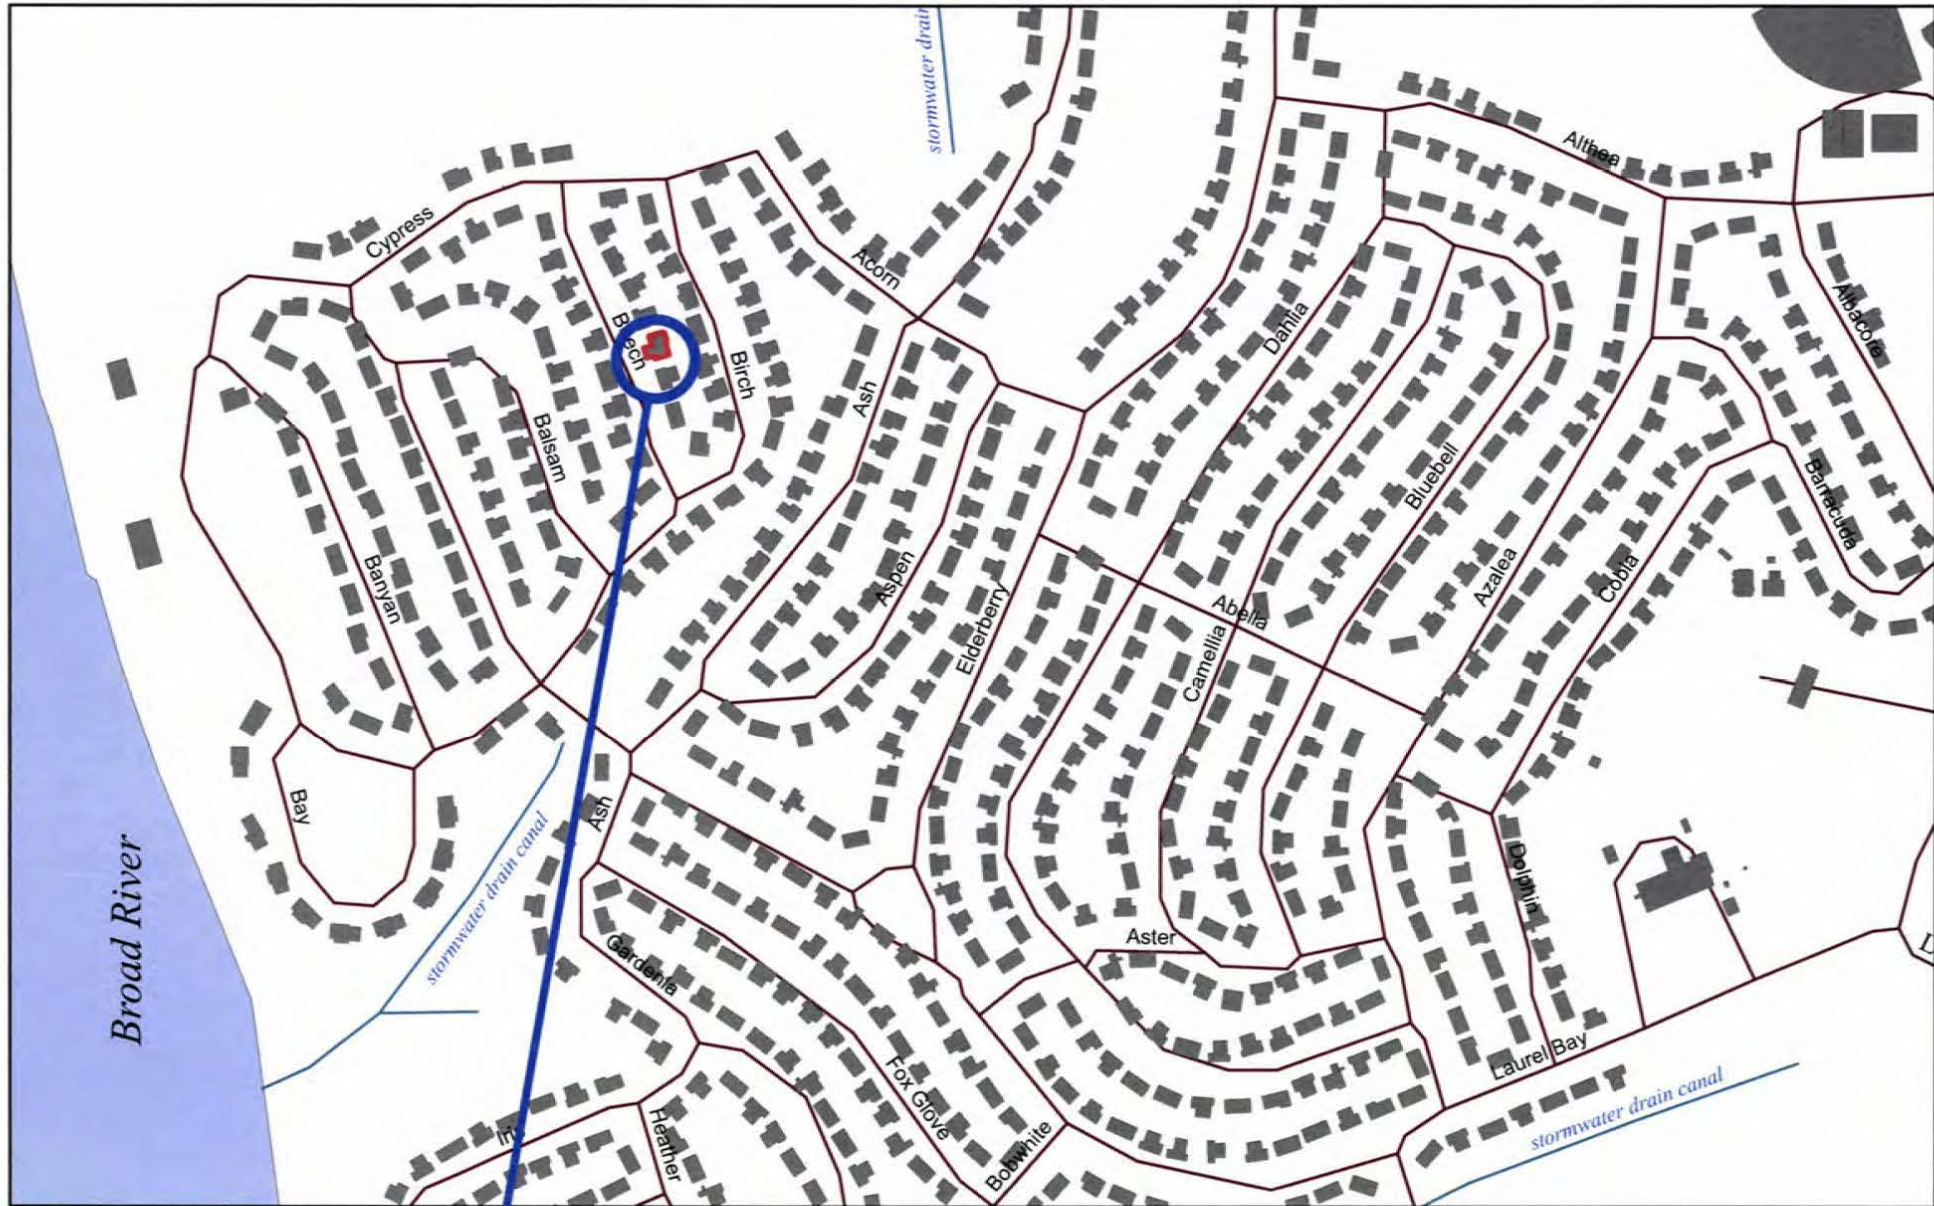 stormwater drain
Althea
Cypress
Acorn
Albacore
Dahlia
Beech
Birch
Ash
Balsam
Bluebell
Barracuda
Banyan
Aspen
Azalea
Cobia
Elderberry
Abelia
Camellia
Bay
Ash
stormwater drain canal
Broad River
Dolphin
Aster
Gardenia
Laurel Bay
Fox Glove
stormwater drain canal
Iris
Heather
Bobwhite